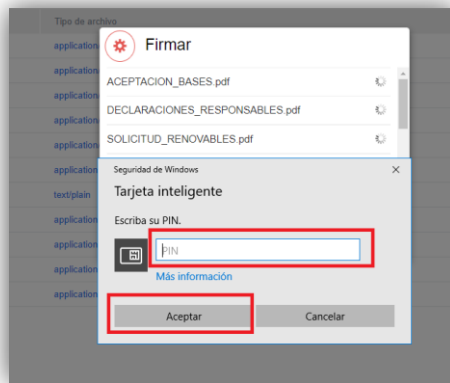 Tipo de archivo
application
Firmar
application
ACEPTACION_BASES.pdf
application
DECLARACIONES_RESPONSABLES.pdf
application
application
SOLICITUD_RENOVABLES.pdf
application
Seguridad de Windows
text/plain
Tarjeta inteligente
application
Escriba su PIN.
application
PIN
application
Más información
application
Aceptar
Cancelar